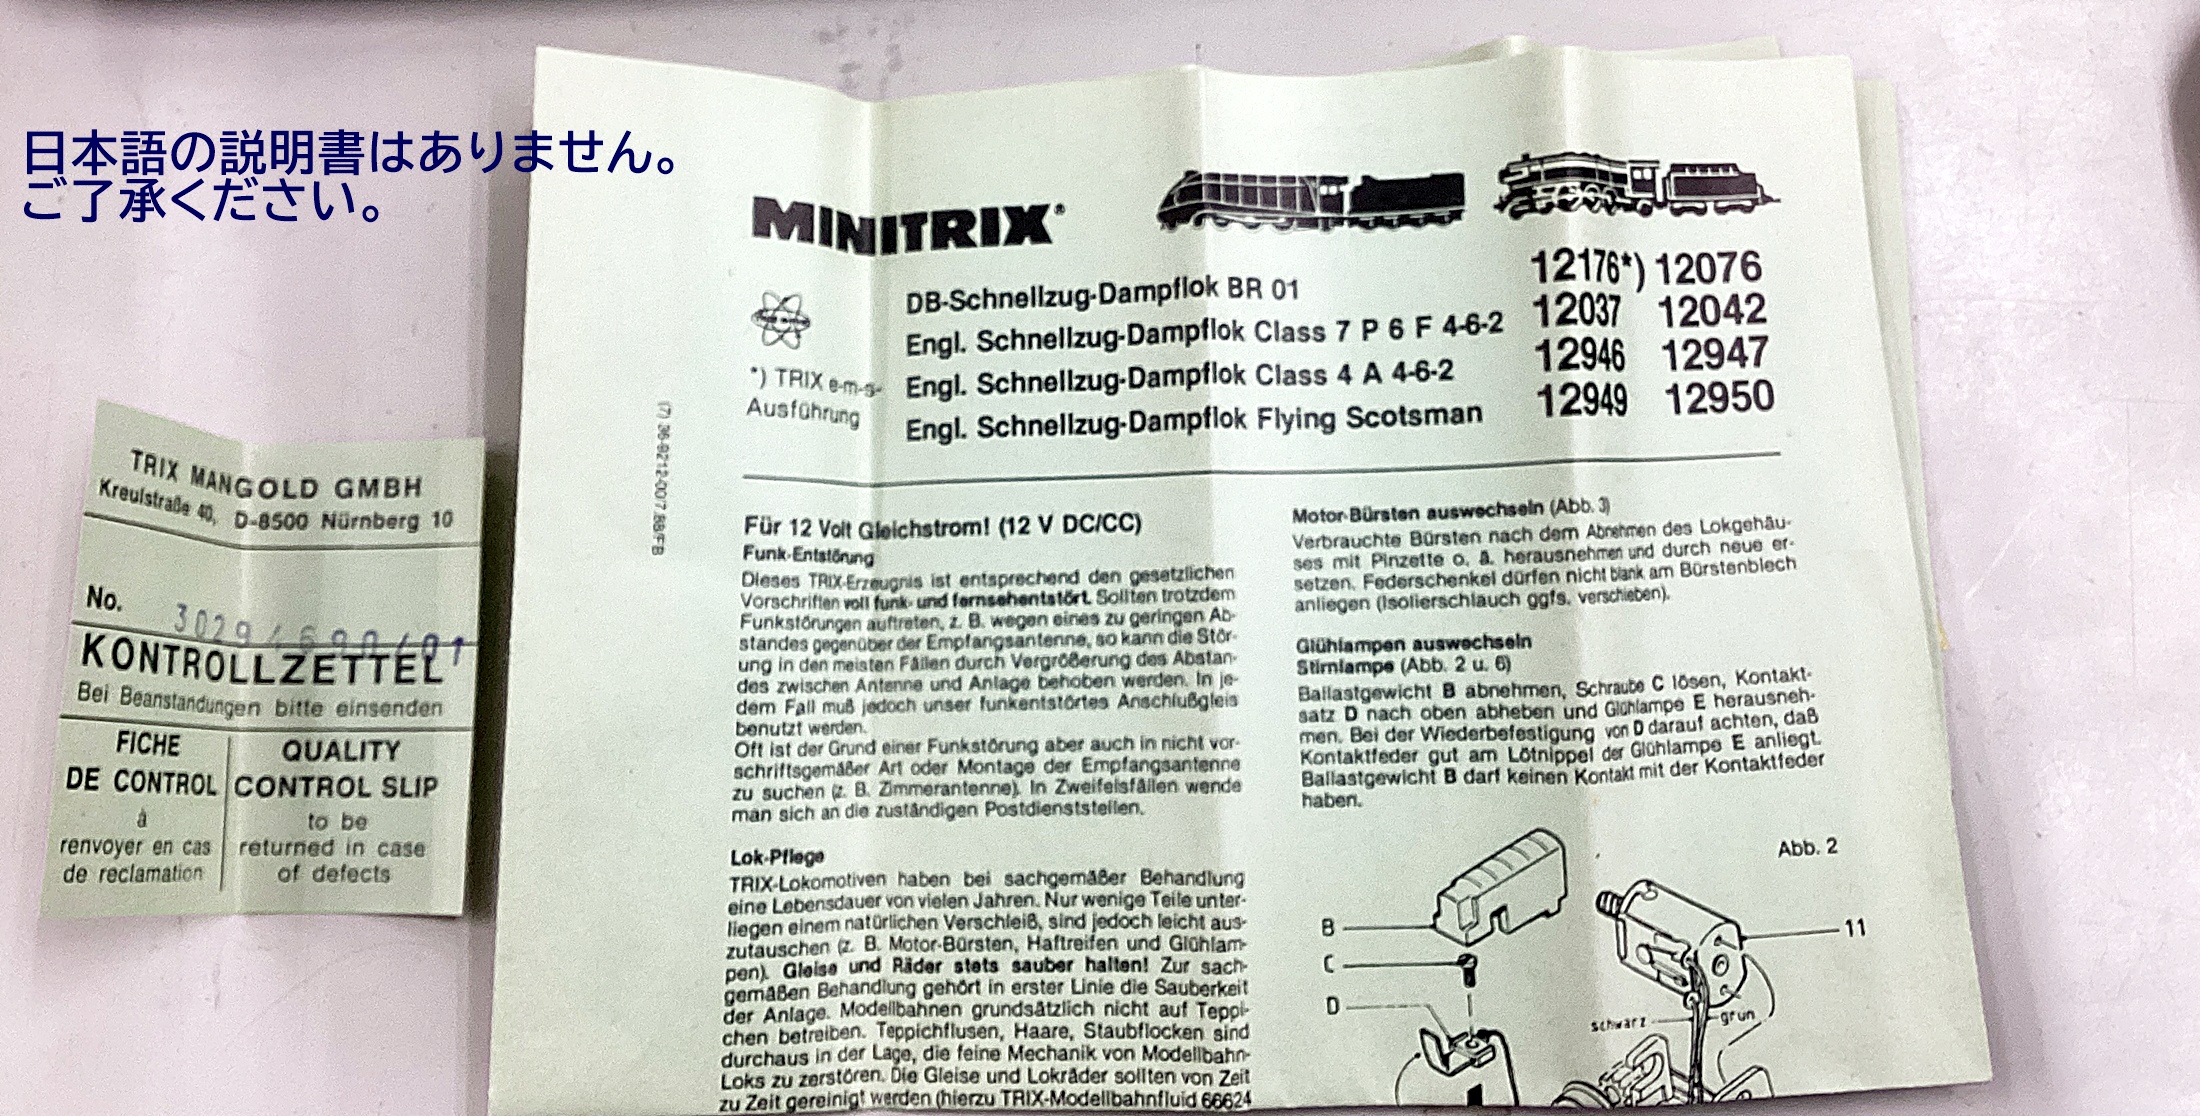 日本語の説明書はありません。
ご了承ください。
TRIX MANGOLD GMBH
Kreulstraße 40, D-8500 Nürnberg 10
No.
KONTROLLZETTEL
Bei Beanstandungen bitte einsenden
FICHE
DE CONTROL
à
renvoyer en cas
de reclamation
QUALITY
CONTROL SLIP
to be
returned in case
of defects
MINITRIX®
*) TRIX e-m-s-
Ausführung
DB-Schnellzug-Dampflok BR 01
Engl. Schnellzug-Dampflok Class 7 P 6 F 4-6-2
Engl. Schnellzug-Dampflok Class 4 A 4-6-2
Engl. Schnellzug-Dampflok Flying Scotsman
12176*) 12076
12037 12042
12946 12947
12949 12950
Für 12 Volt Gleichstrom! (12 V DC/CC)
Funk-Entstörung
Dieses TRIX-Erzeugnis ist entsprechend den gesetzlichen
Vorschriften voll funk- und fernsehentstört. Sollten trotzdem
Funkstörungen auftreten, z. B. wegen eines zu geringen Ab-
standes gegenüber der Empfangsantenne, so kann die Stör-
ung in den meisten Fällen durch Vergrößerung des Abstan-
des zwischen Antenne und Anlage behoben werden. In je-
dem Fall muß jedoch unser funkentstörtes Anschlußgleis
benutzt werden.
Oft ist der Grund einer Funkstörung aber auch in nicht vor-
schriftsgemäßer Art oder Montage der Empfangsantenne
zu suchen (z. B. Zimmerantenne). In Zweifelsfällen wende
man sich an die zuständigen Postdienststellen.
Lok-Pflege
TRIX-Lokomotiven haben bei sachgemäßer Behandlung
eine Lebensdauer von vielen Jahren. Nur wenige Teile unter-
liegen einem natürlichen Verschleiß, sind jedoch leicht aus-
zutauschen (z. B. Motor-Bürsten, Haftreifen und Glühlam-
pen). Gleise und Räder stets sauber halten! Zur sach-
gemäßen Behandlung gehört in erster Linie die Sauberkeit
der Anlage. Modellbahnen grundsätzlich nicht auf Teppi-
chen betreiben. Teppichflusen, Haare, Staubflocken sind
durchaus in der Lage, die feine Mechanik von Modellbahn-
Loks zu zerstören. Die Gleise und Lokräder sollten von Zeit
zu Zeit gereinigt werden (hierzu TRIX-Modellbahnfluid 66624
Motor-Bürsten auswechseln (Abb. 3)
Verbrauchte Bürsten nach dem Abnehmen des Lokgehäu-
ses mit Pinzette o. ä. herausnehmen und durch neue er-
setzen. Federschenkel dürfen nicht blank am Bürstenblech
anliegen (Isolierschlauch ggfs. verschieben).
Glühlampen auswechseln
Stirnlampe (Abb. 2 u. 6)
Ballastgewicht B abnehmen, Schraube C lösen, Kontakt-
satz D nach oben abheben und Glühlampe E herausneh-
men. Bei der Wiederbefestigung von D darauf achten, daß
Kontaktfeder gut am Lötnippel der Glühlampe E anliegt.
Ballastgewicht B darf keinen Kontakt mit der Kontaktfeder
haben.
Abb. 2
B
C
D
11
schwarz
grün